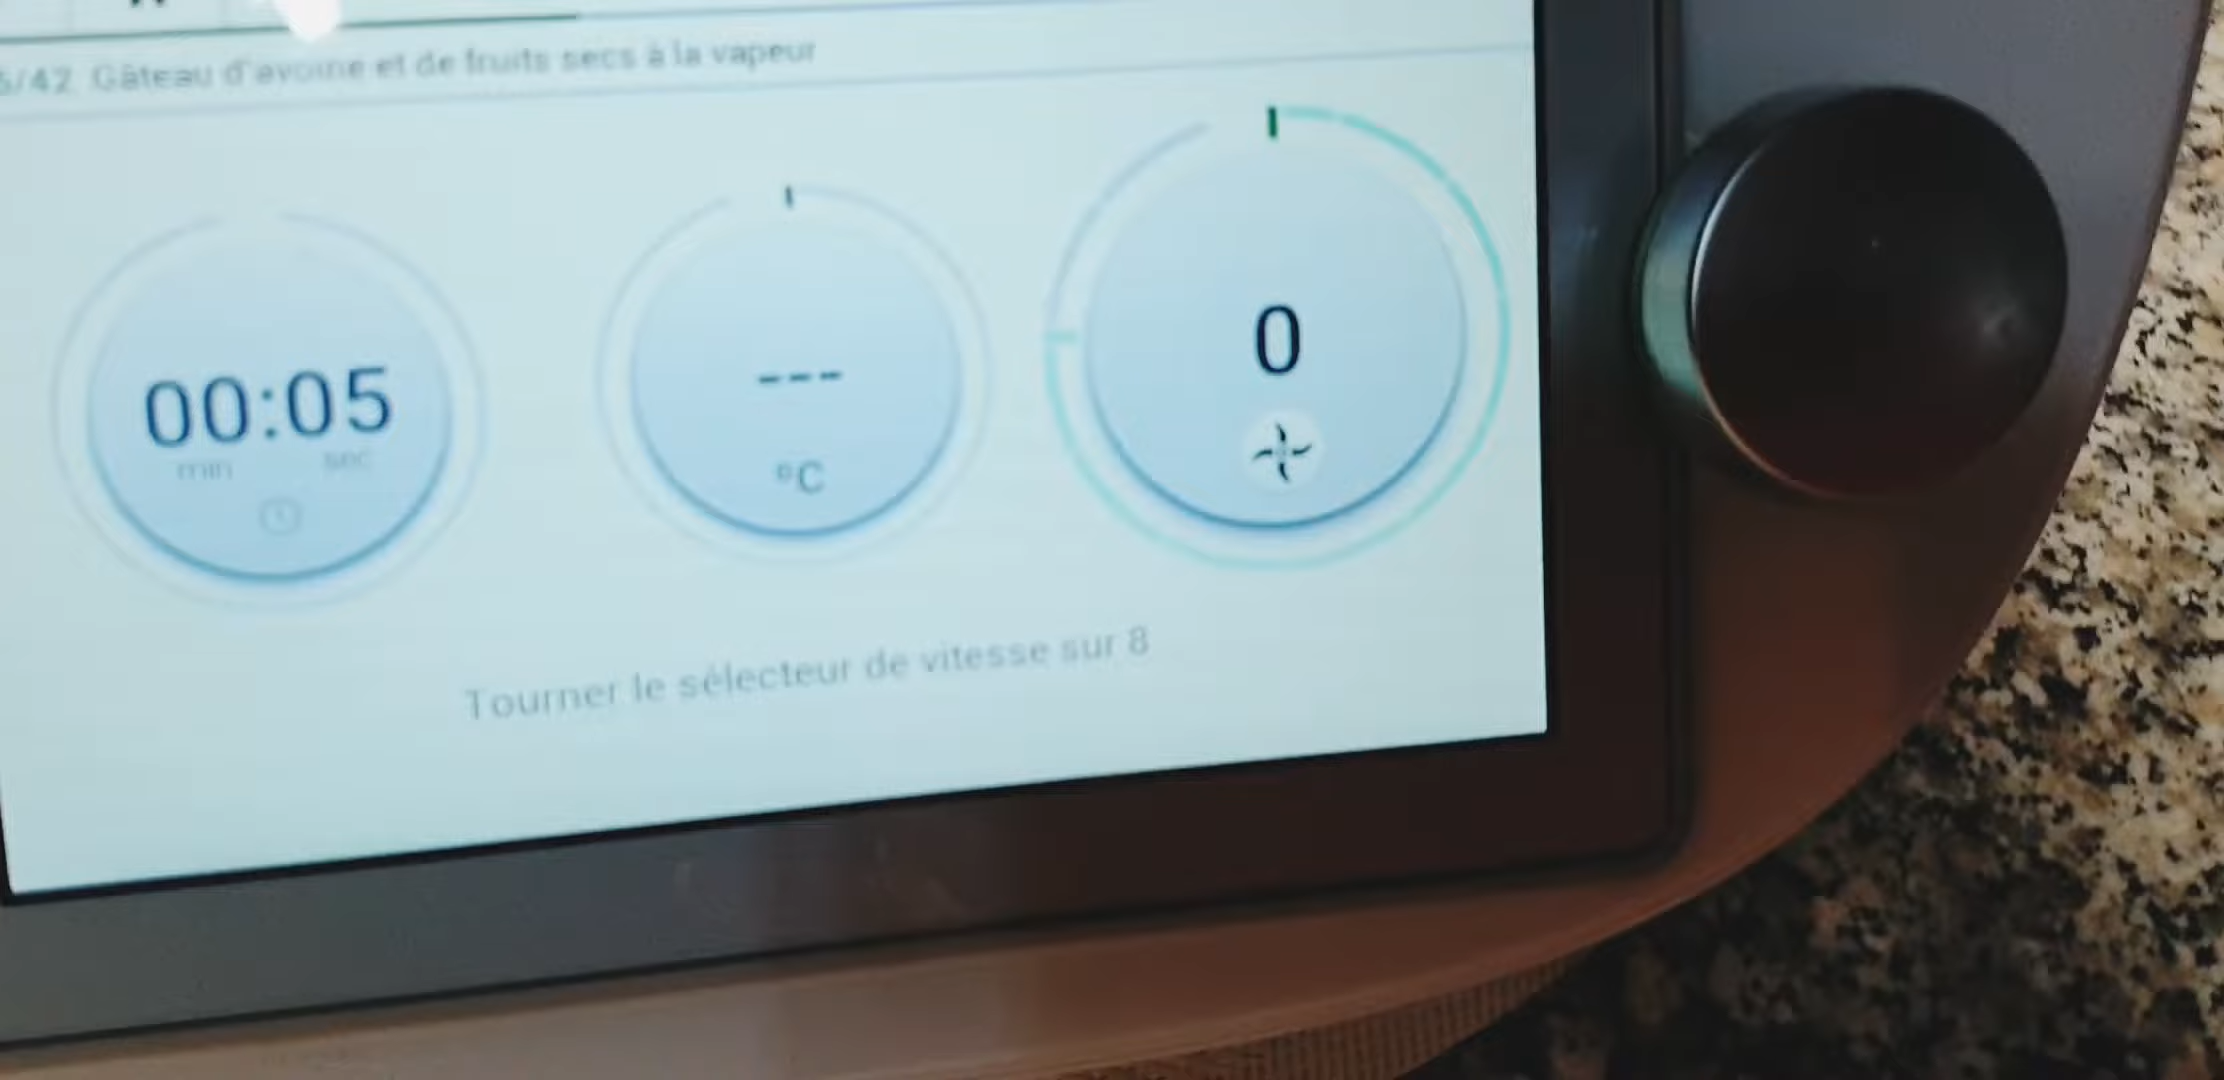 /42 Gâteau d'avoine et de fruits secs à la vapeur
00:05
min sec
---
°C
0
Tourner le sélecteur de vitesse sur 8